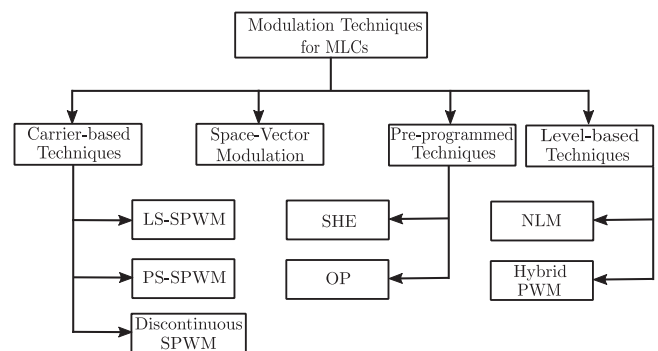 Modulation Techniques
for MLCs
Carrier-based
Techniques
Space-Vector
Modulation
Pre-programmed
Techniques
Level-based
Techniques
LS-SPWM
SHE
NLM
PS-SPWM
OP
Hybrid
PWM
Discontinuous
SPWM